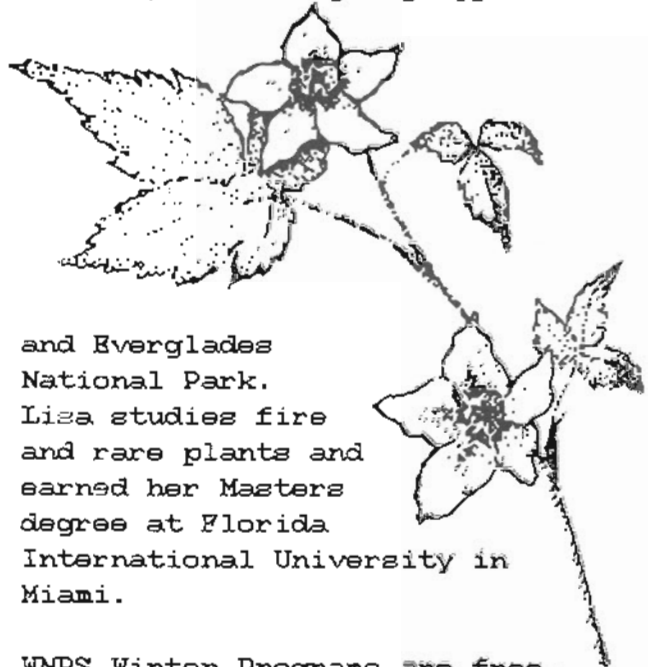 and Everglades
National Park.
Lisa studies fire
and rare plants and
earned her Masters
degree at Florida
International University in
Miami.
WNPS Winter Programs are free